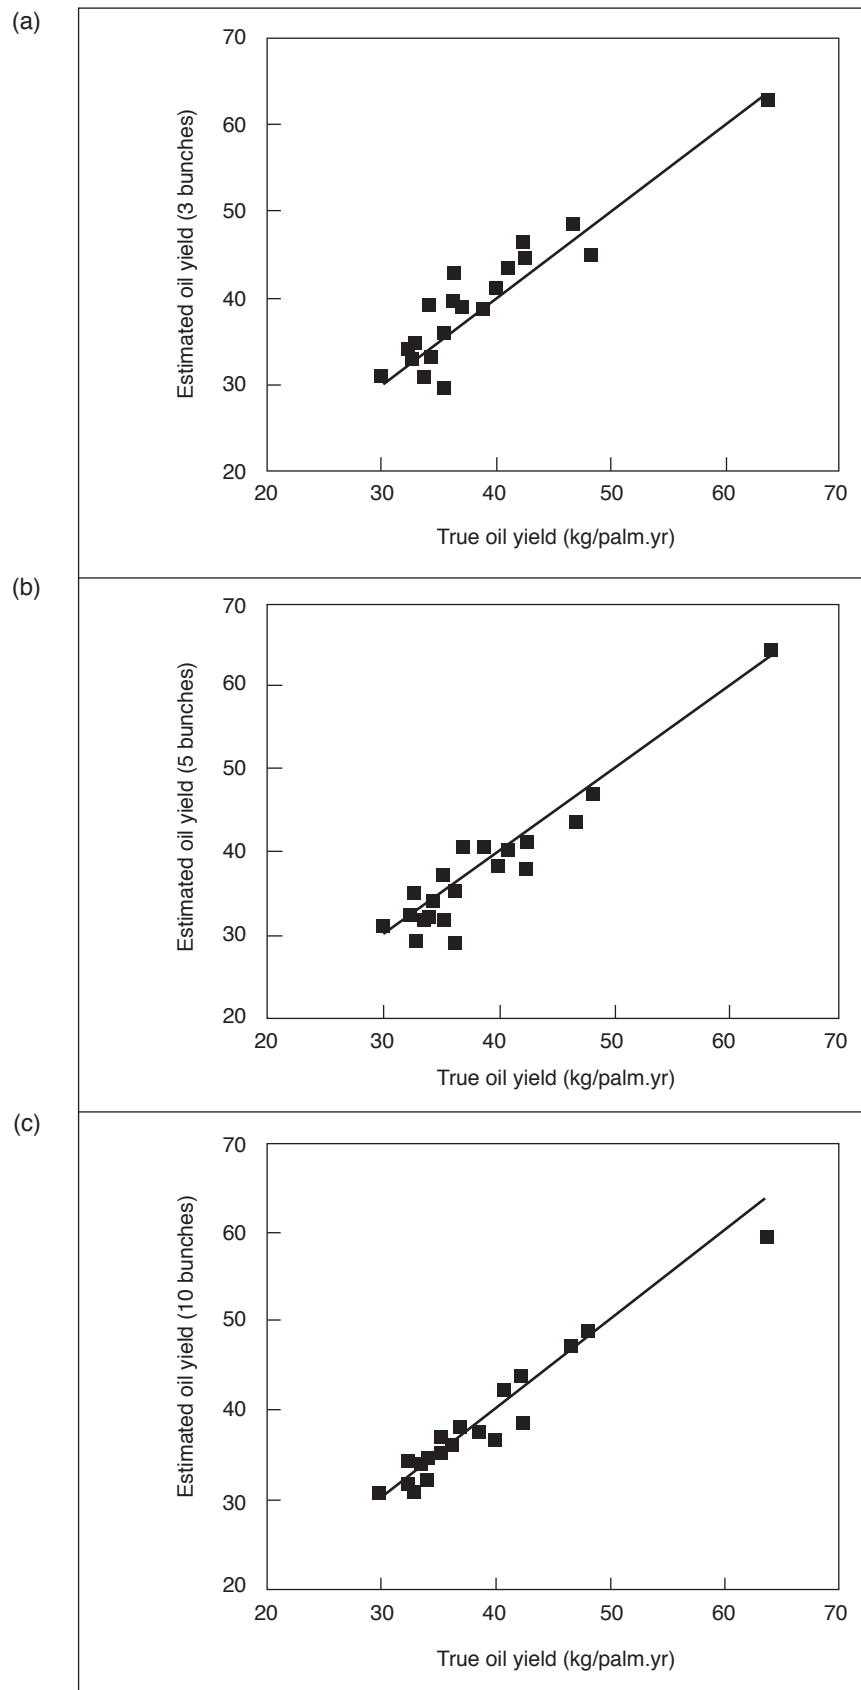 (a)
70
60
50
40
30
20
Estimated oil yield (3 bunches)
20 30 40 50 60 70
True oil yield (kg/palm.yr)
(b)
70
60
50
40
30
20
Estimated oil yield (5 bunches)
20 30 40 50 60 70
True oil yield (kg/palm.yr)
(c)
70
60
50
40
30
20
Estimated oil yield (10 bunches)
20 30 40 50 60 70
True oil yield (kg/palm.yr)